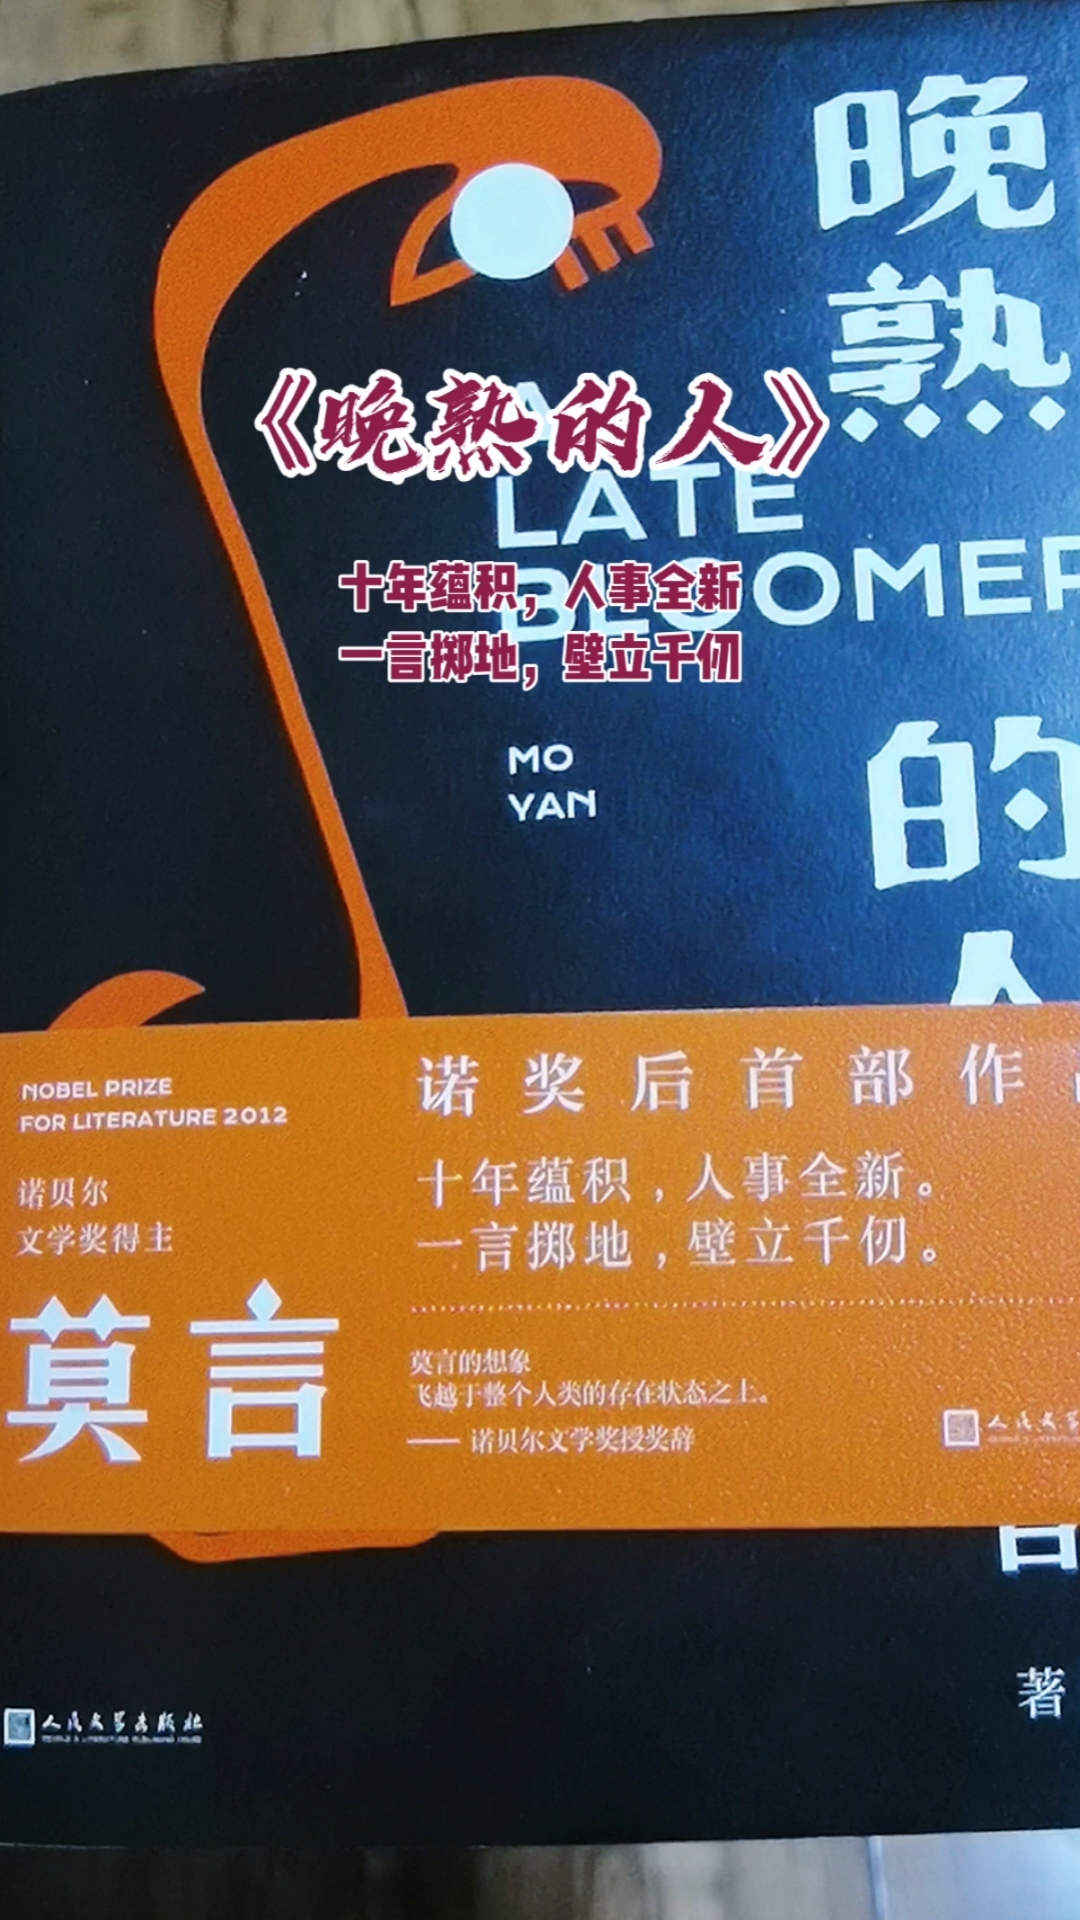 晚熟的
《晚熟的人》
A
LATE
BLOOMER
十年蕴积，人事全新
一言掷地，壁立千仞
MO
YAN
NOBEL PRIZE
FOR LITERATURE 2012
诺贝尔
文学奖得主
莫言
诺奖后首部作
十年蕴积，人事全新。
一言掷地，壁立千仞。
莫言的想象
飞越于整个人类的存在状态之上。
—— 诺贝尔文学奖授奖辞
人民文学
著
人民文学出版社